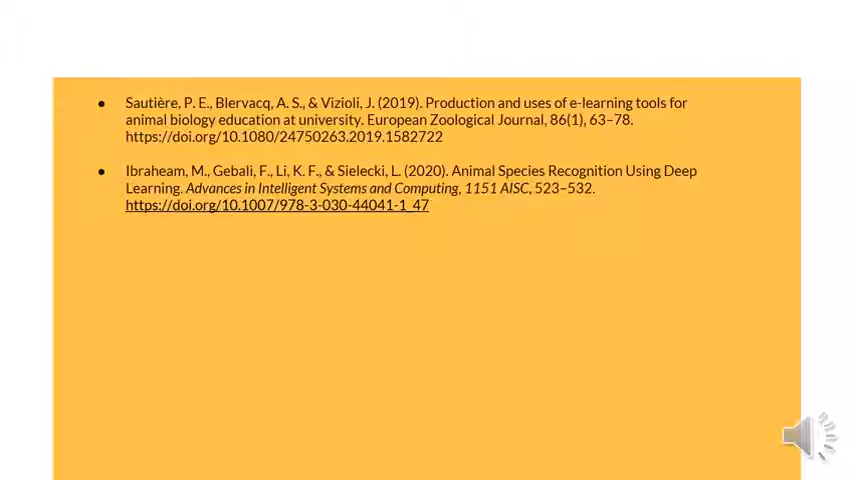 ● Sautière, P. E., Blervacq, A. S., & Vizioli, J. (2019). Production and uses of e-learning tools for
animal biology education at university. European Zoological Journal, 86(1), 63–78.
https://doi.org/10.1080/24750263.2019.1582722
● Ibraheam, M., Gebali, F., Li, K. F., & Sielecki, L. (2020). Animal Species Recognition Using Deep
Learning. Advances in Intelligent Systems and Computing, 1151 AISC, 523–532.
https://doi.org/10.1007/978-3-030-44041-1_47